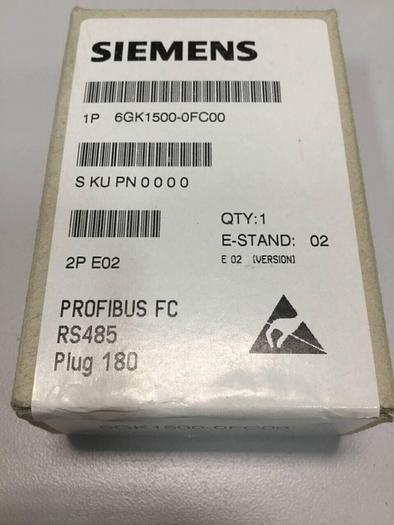 SIEMENS
1P 6GK1500-0FC00
S KU PN 0 0 0 0
QTY:1
E-STAND: 02
2P E02
E 02 (VERSION)
PROFIBUS FC
RS485
Plug 180
6GK1500-0FC00